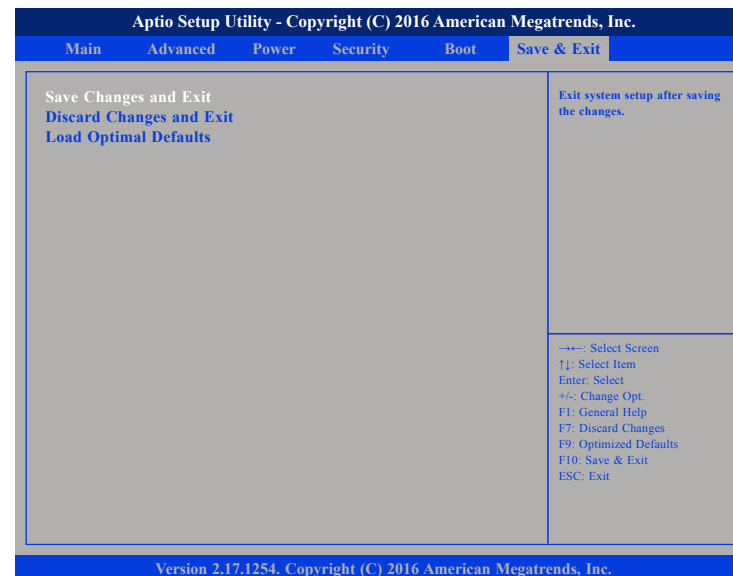 Aptio Setup Utility - Copyright (C) 2016 American Megatrends, Inc.
Main Advanced Power Security Boot Save & Exit
Save Changes and Exit
Discard Changes and Exit
Load Optimal Defaults
Exit system setup after saving
the changes.
→←: Select Screen
↑↓: Select Item
Enter: Select
+/-: Change Opt.
F1: General Help
F7: Discard Changes
F9: Optimized Defaults
F10: Save & Exit
ESC: Exit
Version 2.17.1254. Copyright (C) 2016 American Megatrends, Inc.